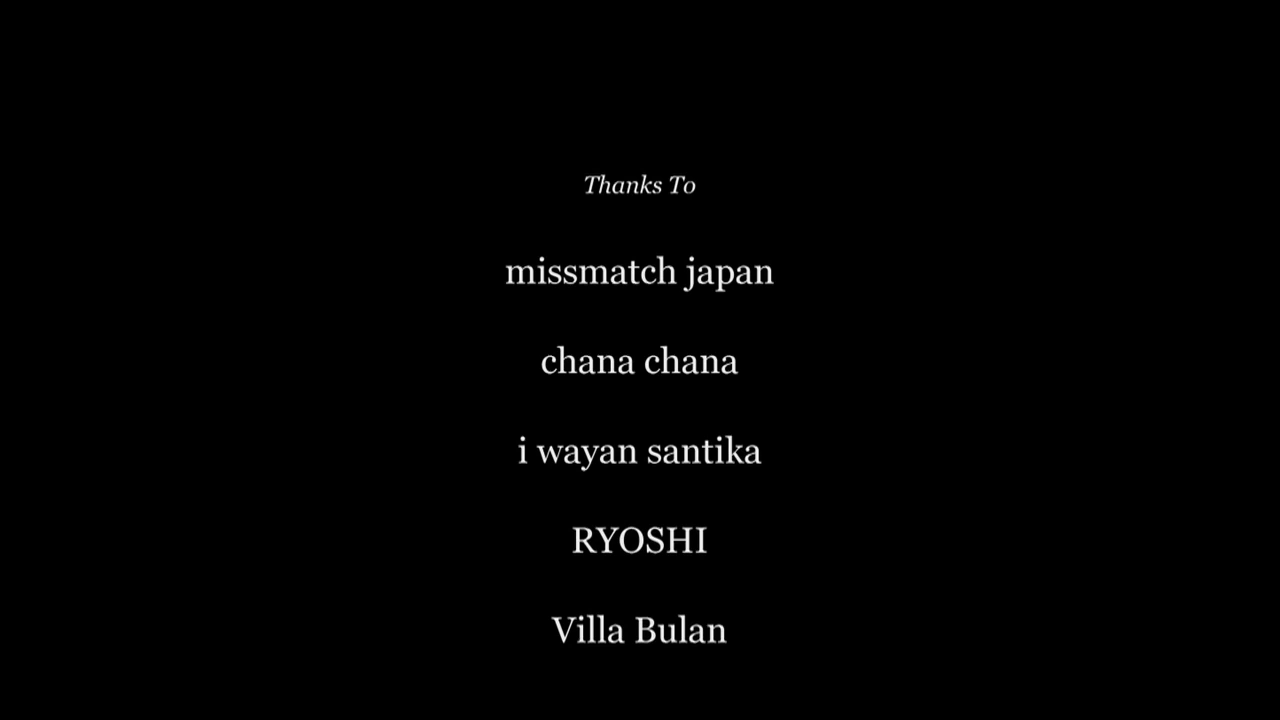 Thanks To
missmatch japan
chana chana
i wayan santika
RYOSHI
Villa Bulan